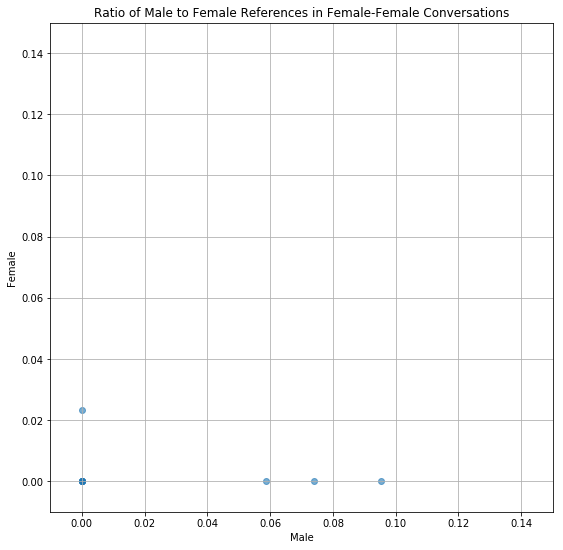 Ratio of Male to Female References in Female-Female Conversations
0.14
0.12
0.10
0.08
0.06
0.04
0.02
0.00
Female
0.00 0.02 0.04 0.06 0.08 0.10 0.12 0.14
Male